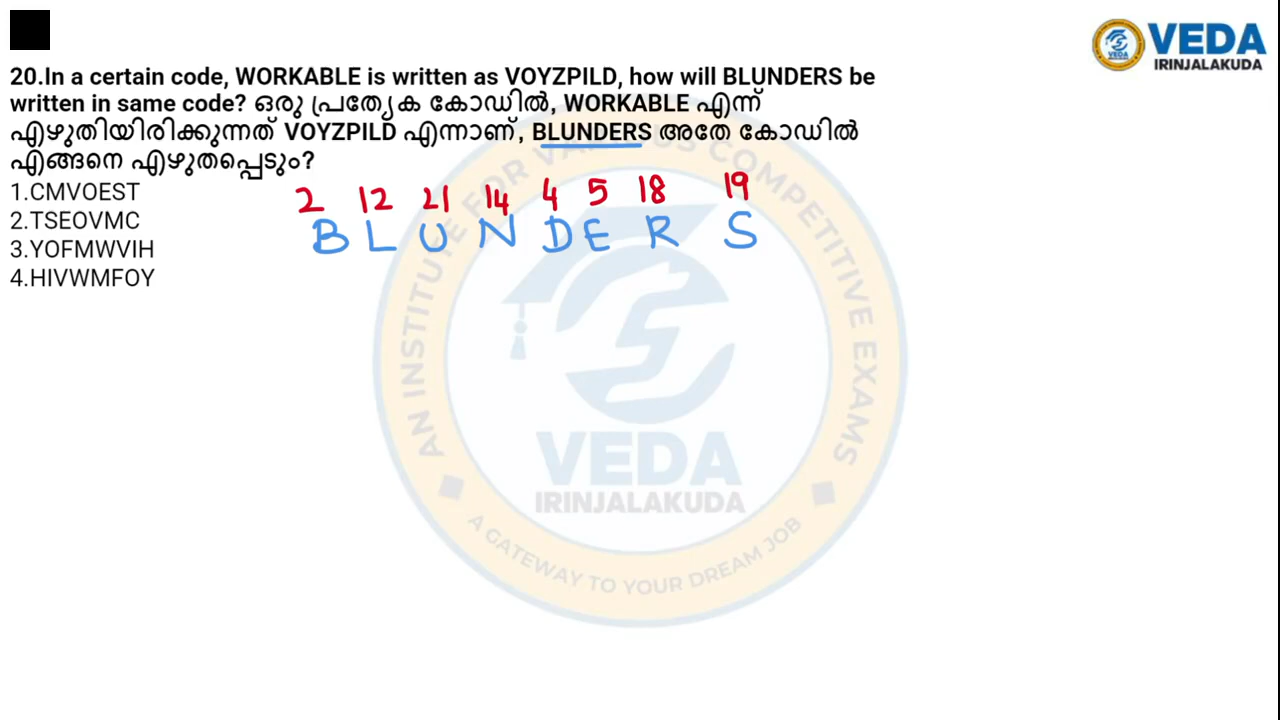 VEDA
IRINJALAKUDA
20.In a certain code, WORKABLE is written as VOYZPILD, how will BLUNDERS be
written in same code? ഒരു പ്രത്യേക കോഡിൽ, WORKABLE എന്ന്
എഴുതിയിരിക്കുന്നത് VOYZPILD എന്നാണ്, BLUNDERS അതേ കോഡിൽ
എങ്ങനെ എഴുതപ്പെടും?
1.CMVOEST
2.TSEOVMC
3.YOFMWVIH
4.HIVWMFOY
2 12 21 14 4 5 18 19
B L U N D E R S
AN INSTITUTE FOR VARIOUS COMPETITIVE EXAMS
VEDA
IRINJALAKUDA
A GATEWAY TO YOUR DREAM JOB